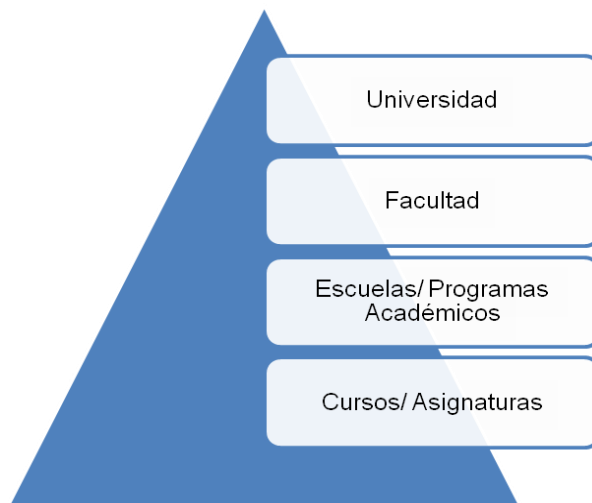 Universidad
Facultad
Escuelas/ Programas
Académicos
Cursos/ Asignaturas